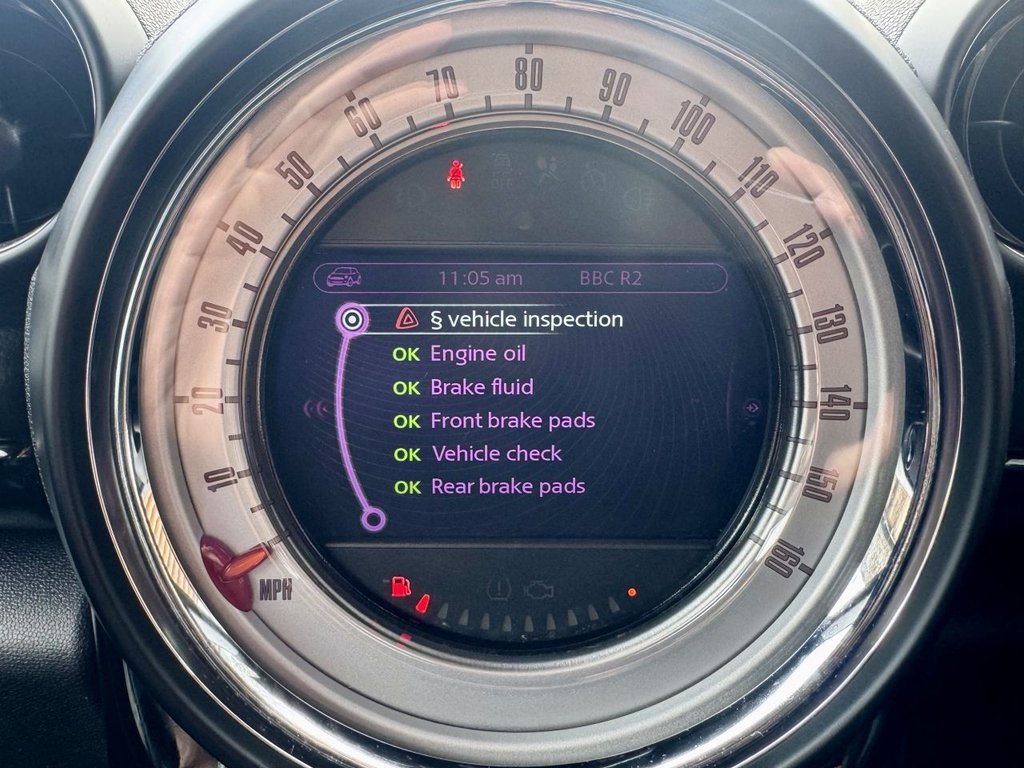 10
20
30
40
50
60
70
80
90
100
110
120
130
140
150
160
MPH
OFF
11:05 am BBC R2
§ vehicle inspection
OK Engine oil
OK Brake fluid
OK Front brake pads
OK Vehicle check
OK Rear brake pads